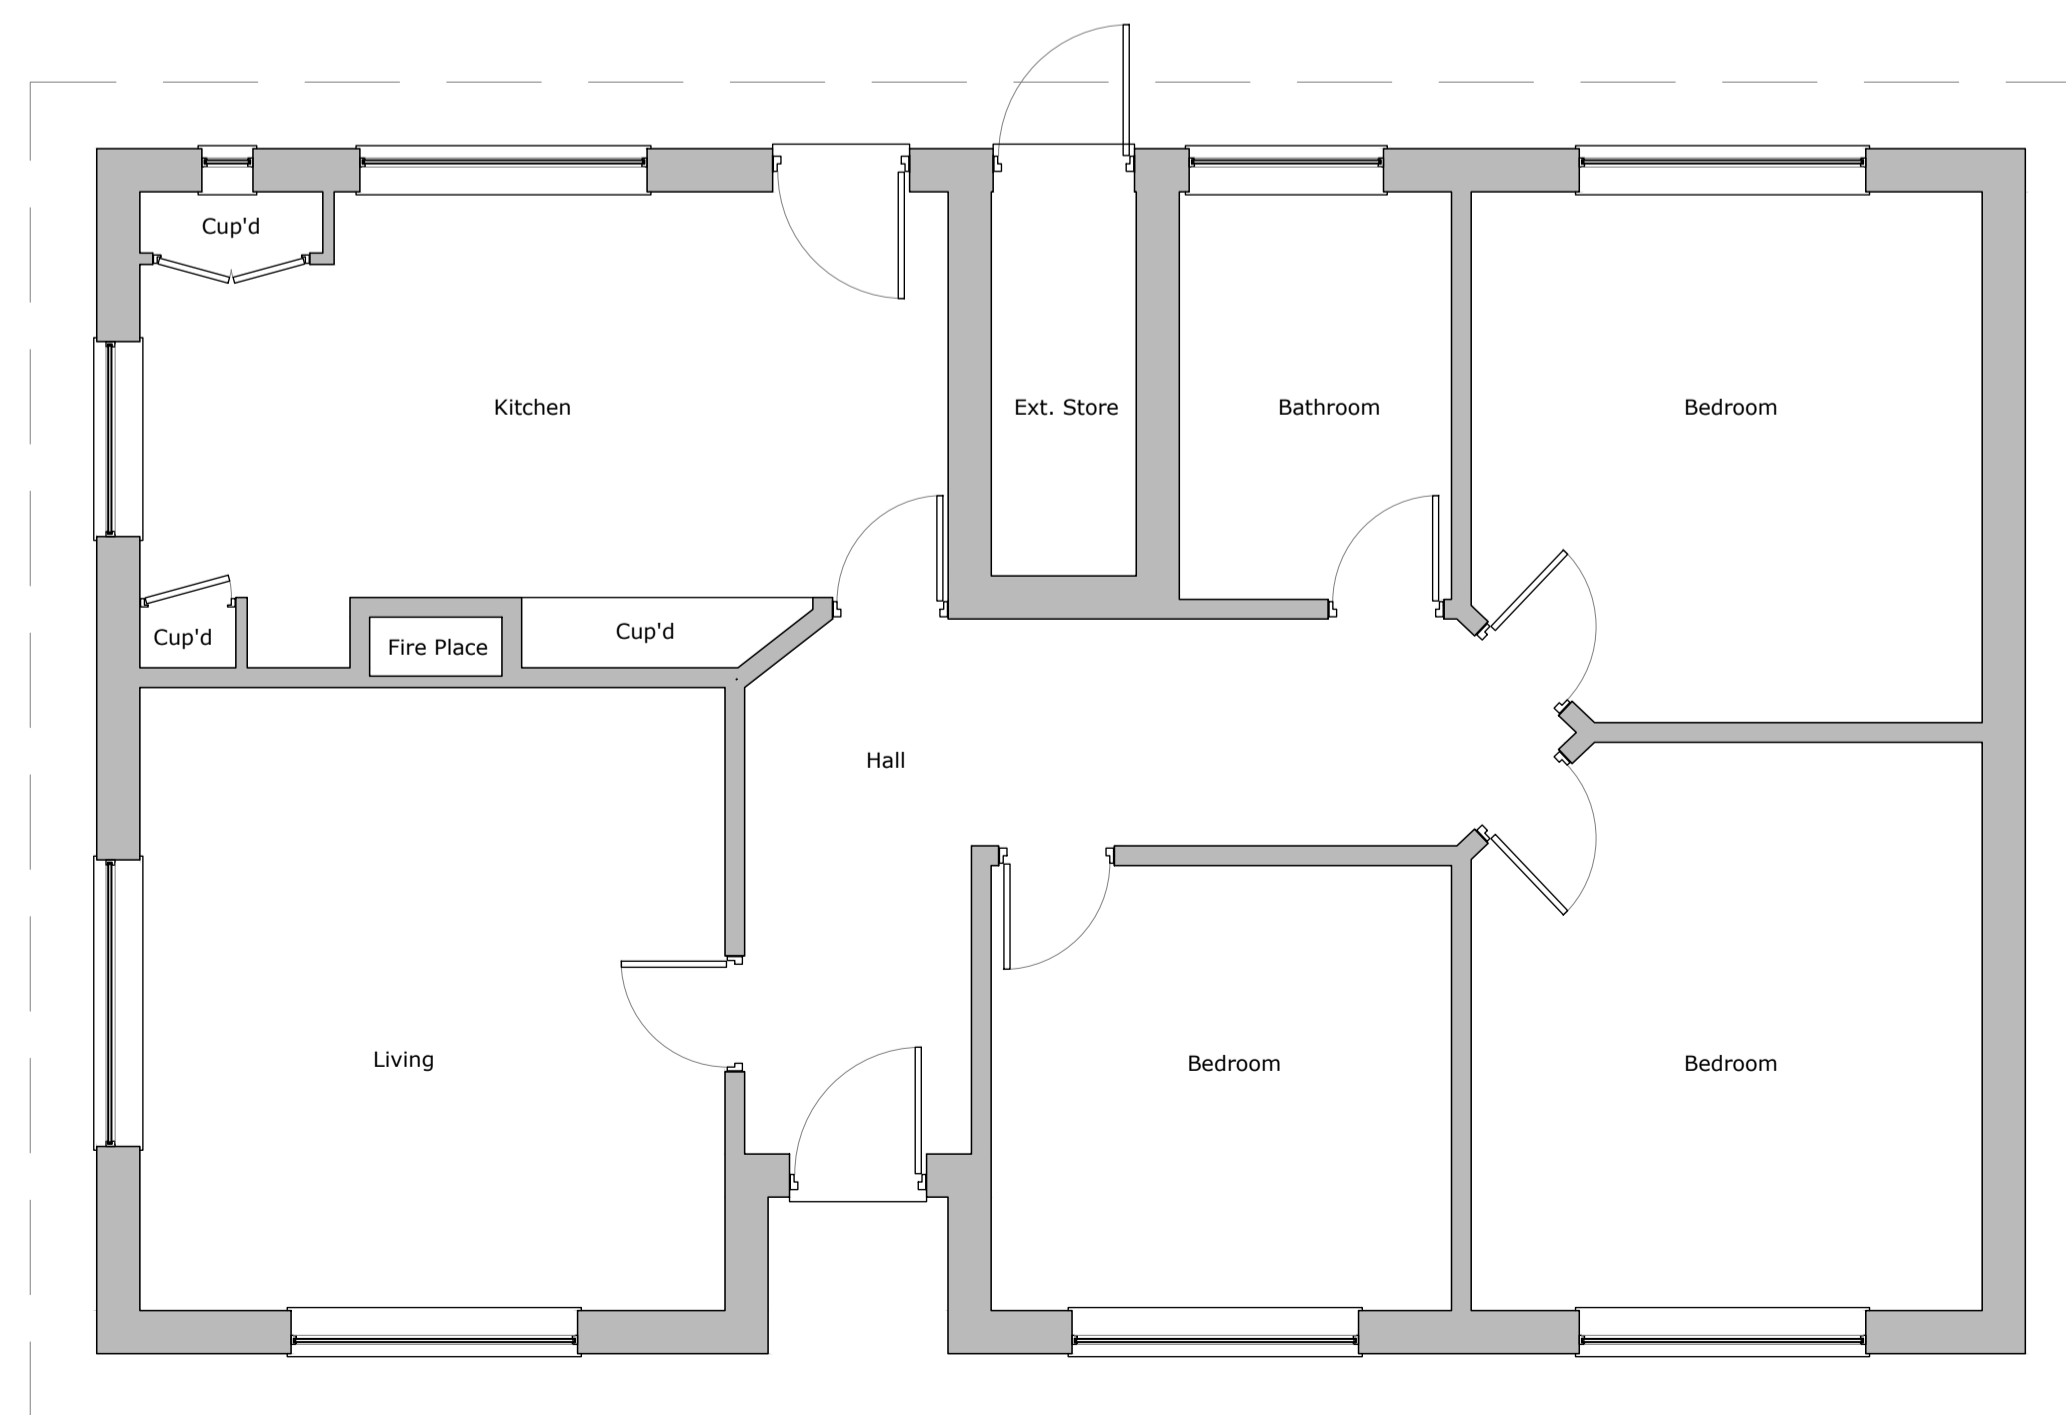 Cup'd
Kitchen
Ext. Store
Bathroom
Bedroom
Cup'd
Fire Place
Cup'd
Hall
Living
Bedroom
Bedroom